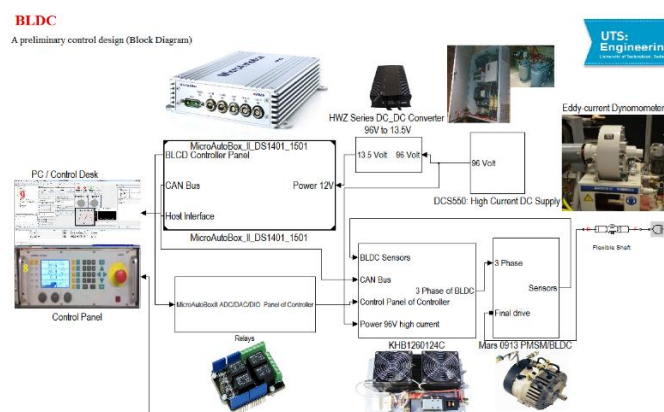 BLDC
A preliminary control design (Block Diagram)
UTS:
Engineering
HWZ Series DC_DC Converter
96V to 13.5V
Eddy-current Dynomometer
MicroAutoBox_II_DS1401_1501
BLCD Controller Panel
CAN Bus
Host Interface
Power 12V
MicroAutoBox_II_DS1401_1501
13.5 Volt
96 Volt
96 Volt
DCS550: High Current DC Supply
PC / Control Desk
Control Panel
MicroAutoBoxII ADC/DAC/DIO
Panel of Controller
Relays
BLDC Sensors
CAN Bus
Control Panel of Controller
Power 96V high current
3 Phase of BLDC
KHB1260124C
3 Phase
Sensors
Final drive
Mars 0913 PMSM/BLDC
Flexible Shaft